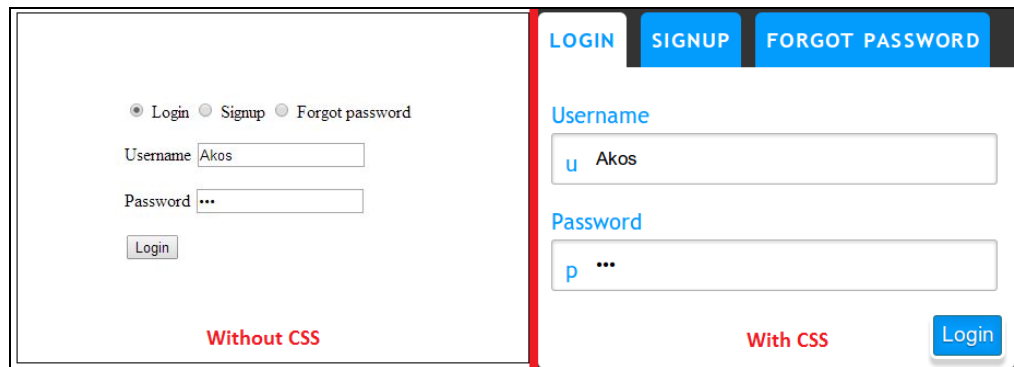 Login Signup Forgot password
Username Akos
Password •••
Login
Without CSS
LOGIN SIGNUP FORGOT PASSWORD
Username
u Akos
Password
p •••
With CSS Login